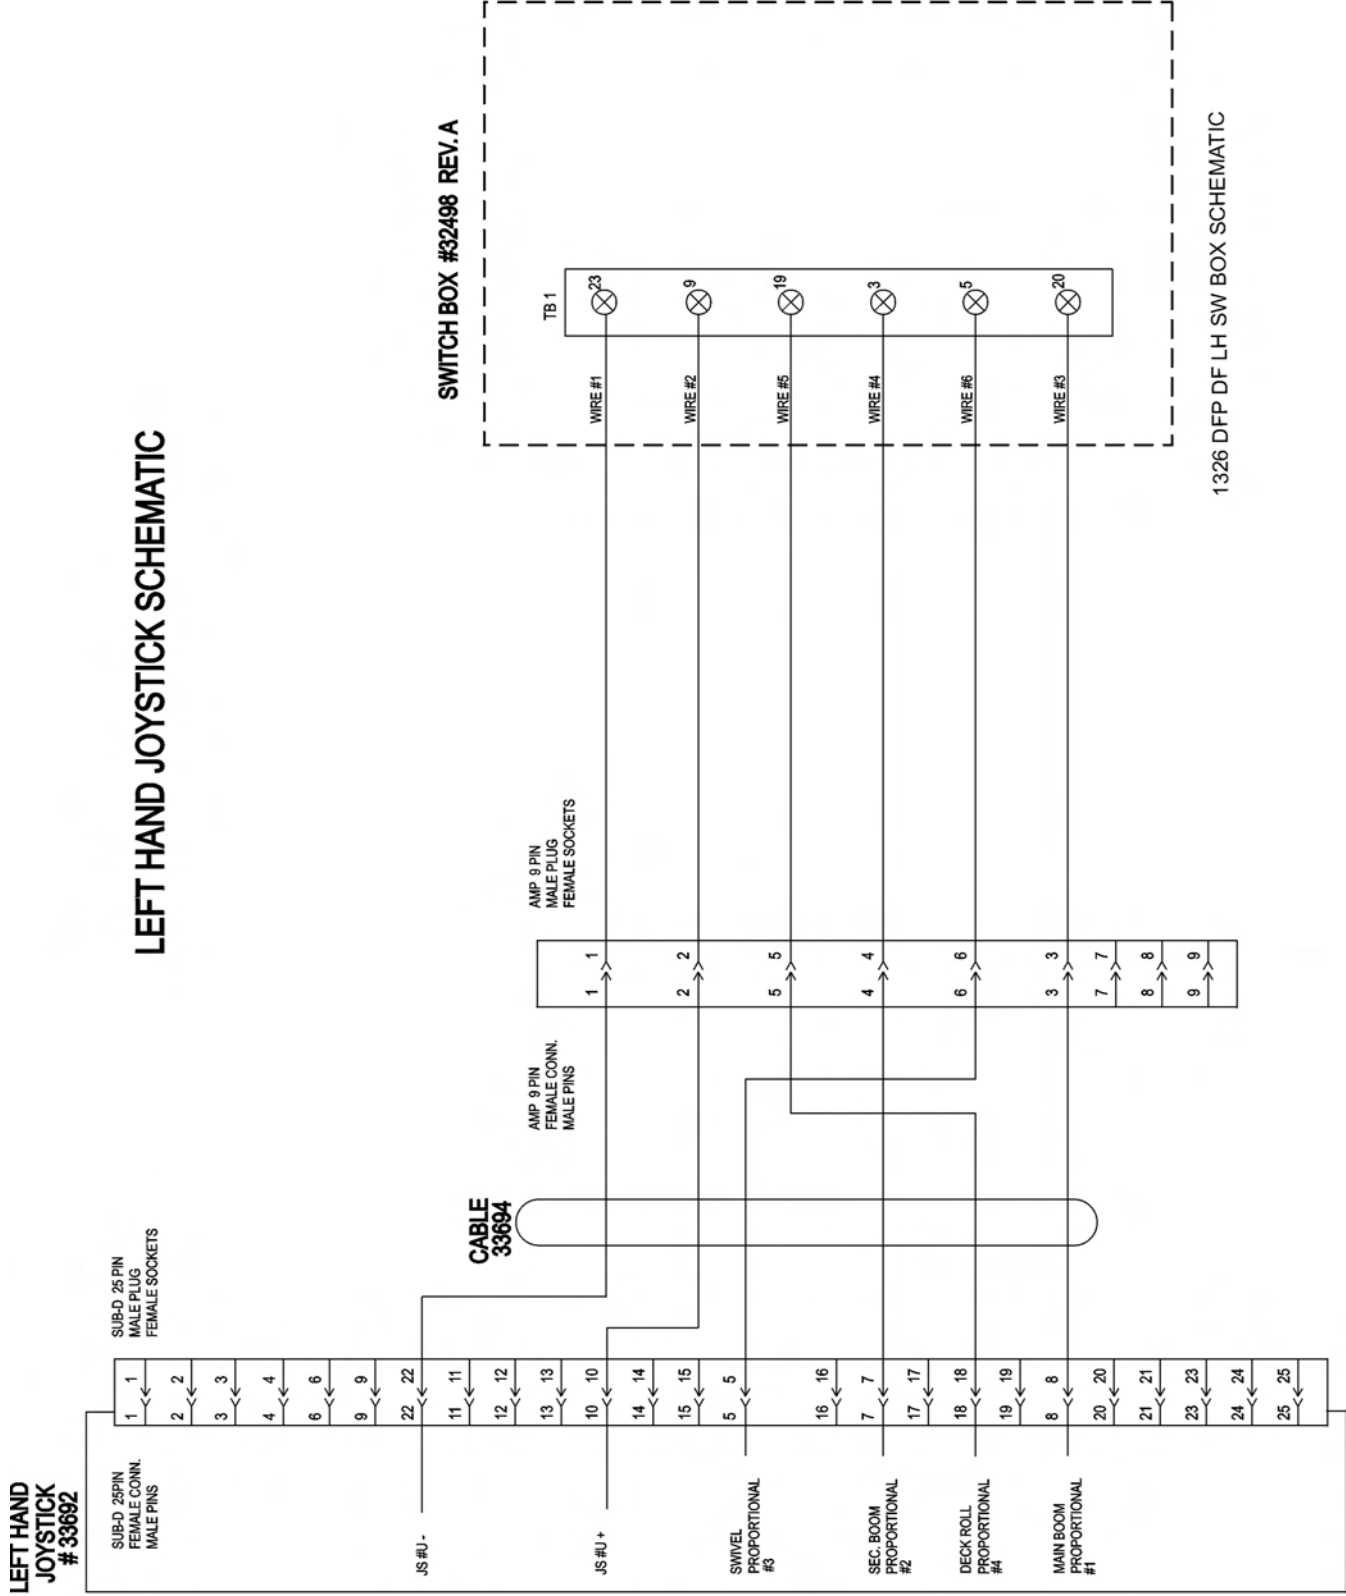 LEFT HAND JOYSTICK SCHEMATIC
LEFT HAND
JOYSTICK
# 33692
SUB-D 25PIN
FEMALE CONN.
MALE PINS
SUB-D 25 PIN
MALE PLUG
FEMALE SOCKETS
JS #U -
JS #U +
SWIVEL
PROPORTIONAL
#3
SEC. BOOM
PROPORTIONAL
#2
DECK ROLL
PROPORTIONAL
#4
MAIN BOOM
PROPORTIONAL
#1
1 1
2 2
3 3
4 4
6 6
9 9
22 22
11 11
12 12
13 13
10 10
14 14
15 15
5 5
16 16
7 7
17 17
18 18
19 19
8 8
20 20
21 21
23 23
24 24
25 25
CABLE
33694
AMP 9 PIN
FEMALE CONN.
MALE PINS
AMP 9 PIN
MALE PLUG
FEMALE SOCKETS
1 1
2 2
5 5
4 4
6 6
3 3
7 7
8 8
9 9
SWITCH BOX #32498 REV. A
TB 1
WIRE #1 23
WIRE #2 9
WIRE #5 19
WIRE #4 3
WIRE #6 5
WIRE #3 20
1326 DFP DF LH SW BOX SCHEMATIC